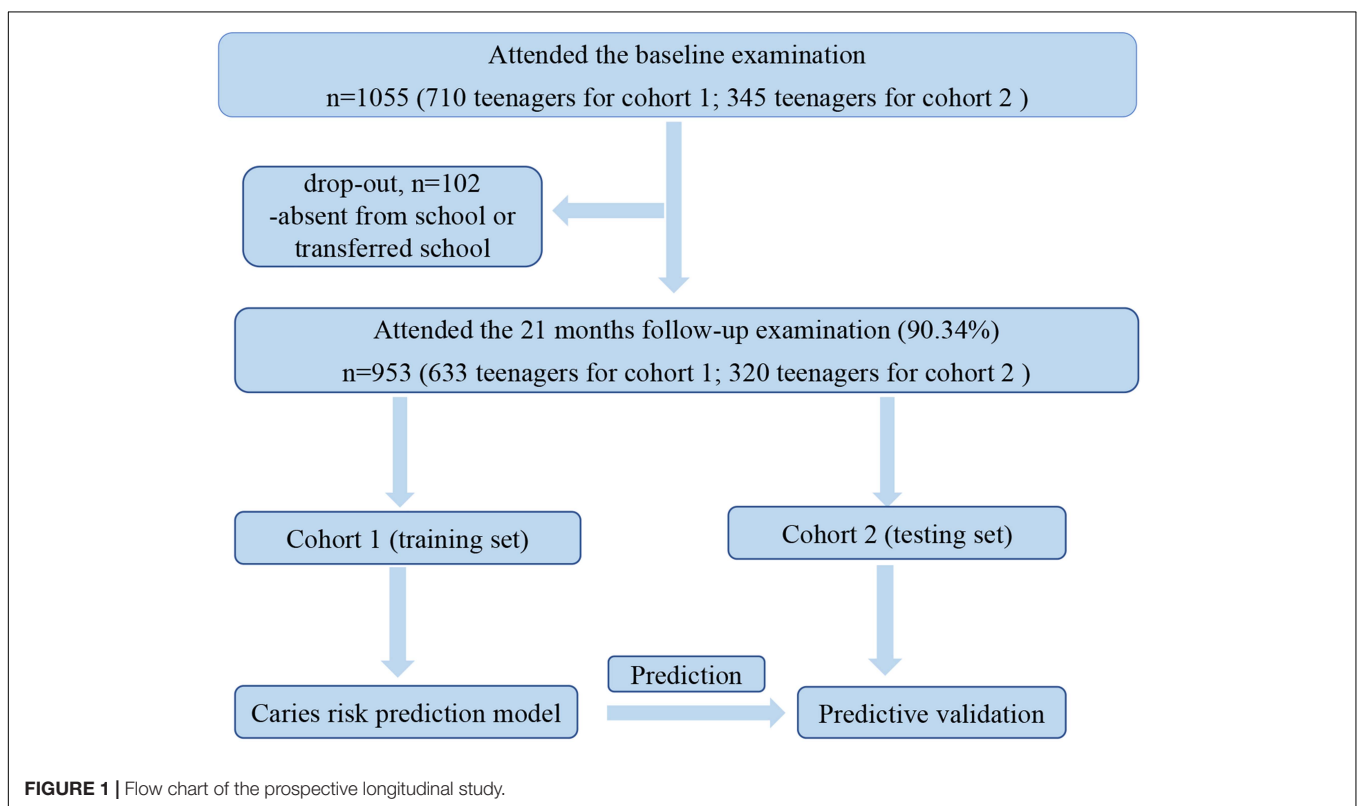 Attended the baseline examination
n=1055 (710 teenagers for cohort 1; 345 teenagers for cohort 2 )
drop-out, n=102
-absent from school or
transferred school
Attended the 21 months follow-up examination (90.34%)
n=953 (633 teenagers for cohort 1; 320 teenagers for cohort 2 )
Cohort 1 (training set)
Cohort 2 (testing set)
Prediction
Caries risk prediction model
Predictive validation
FIGURE 1 | Flow chart of the prospective longitudinal study.